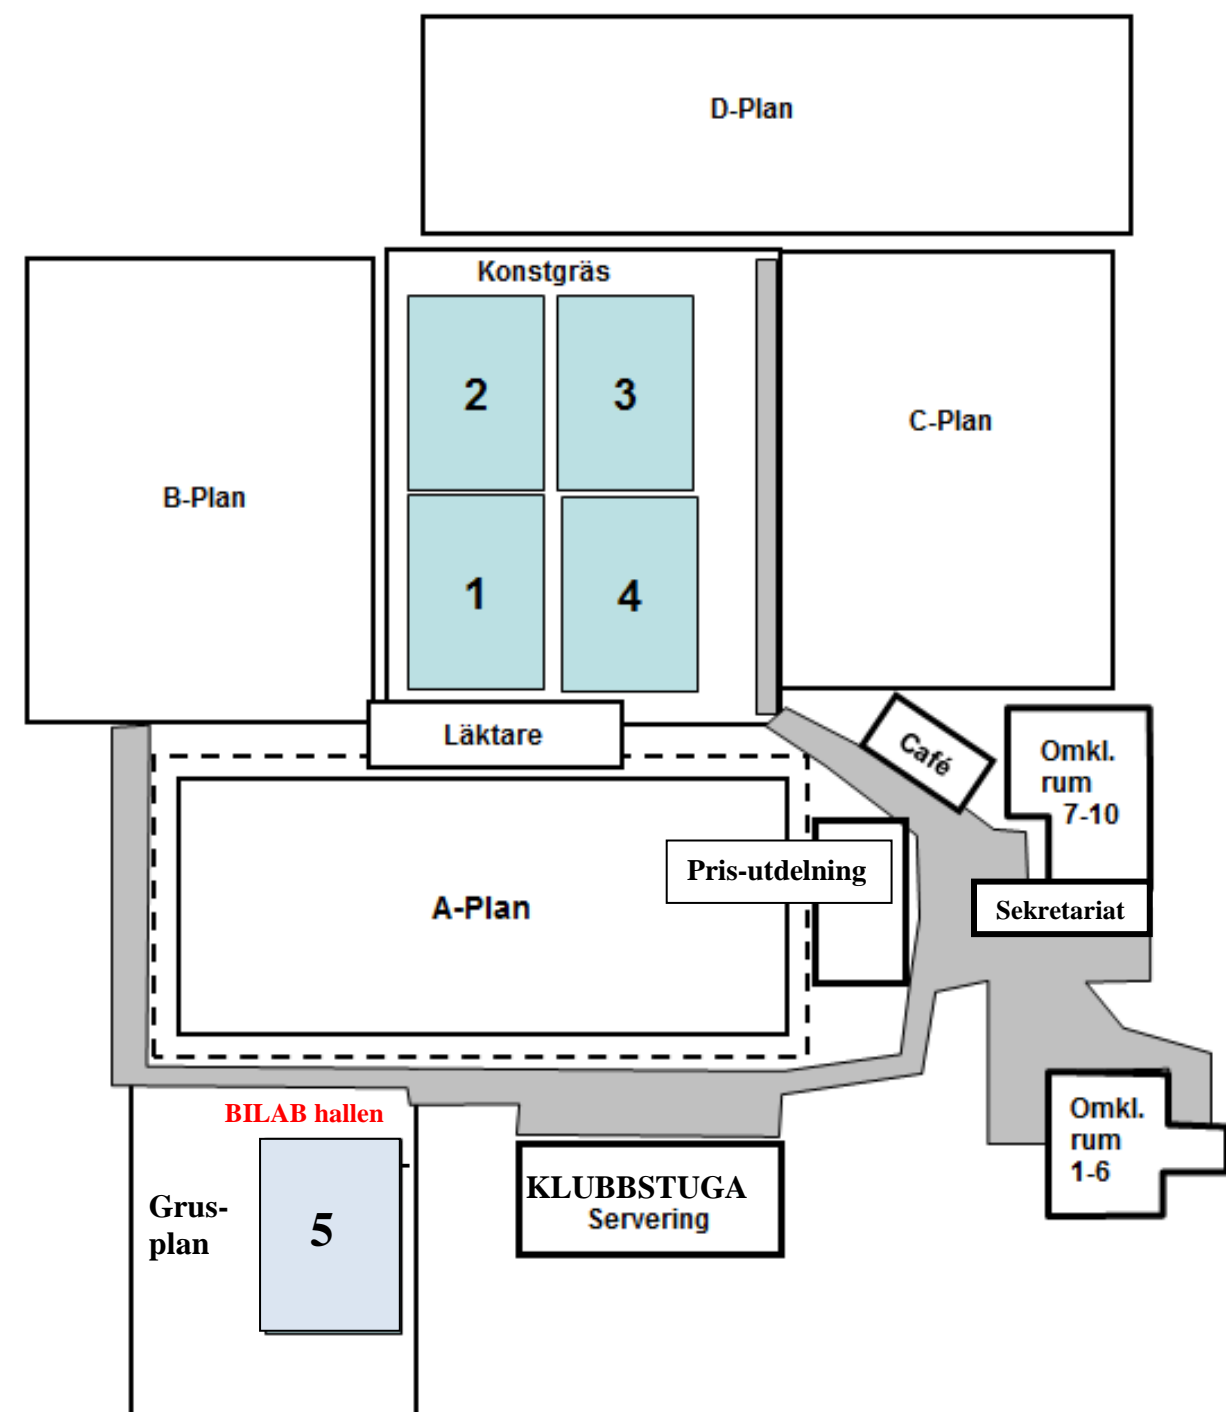 D-Plan
Konstgräs
2
3
C-Plan
B-Plan
1
4
Läktare
Café
Omkl.
rum
7-10
Pris-utdelning
A-Plan
Sekretariat
BILAB hallen
Omkl.
rum
1-6
Grus-
plan
5
KLUBBSTUGA
Servering